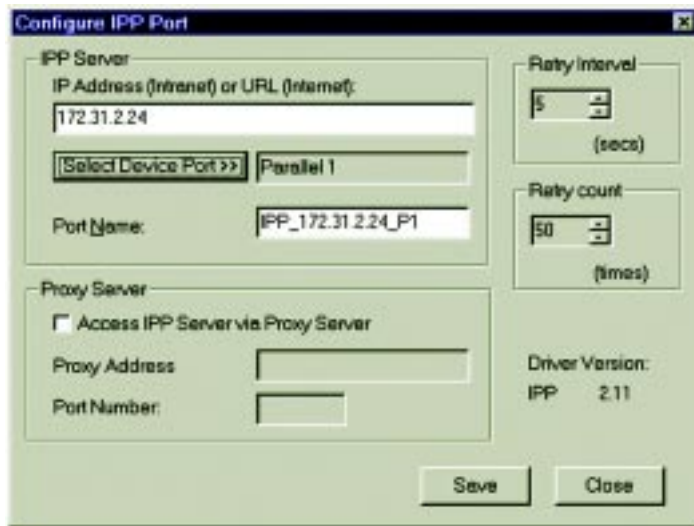 Configure IPP Port
IPP Server
IP Address (Intranet) or URL (Internet):
172.31.2.24
Select Device Port >>
Parallel 1
Port Name:
IPP_172.31.2.24_P1
Retry Interval
5
(secs)
Retry count
50
(times)
Proxy Server
Access IPP Server via Proxy Server
Proxy Address
Port Number:
Driver Version:
IPP 2.11
Save
Close